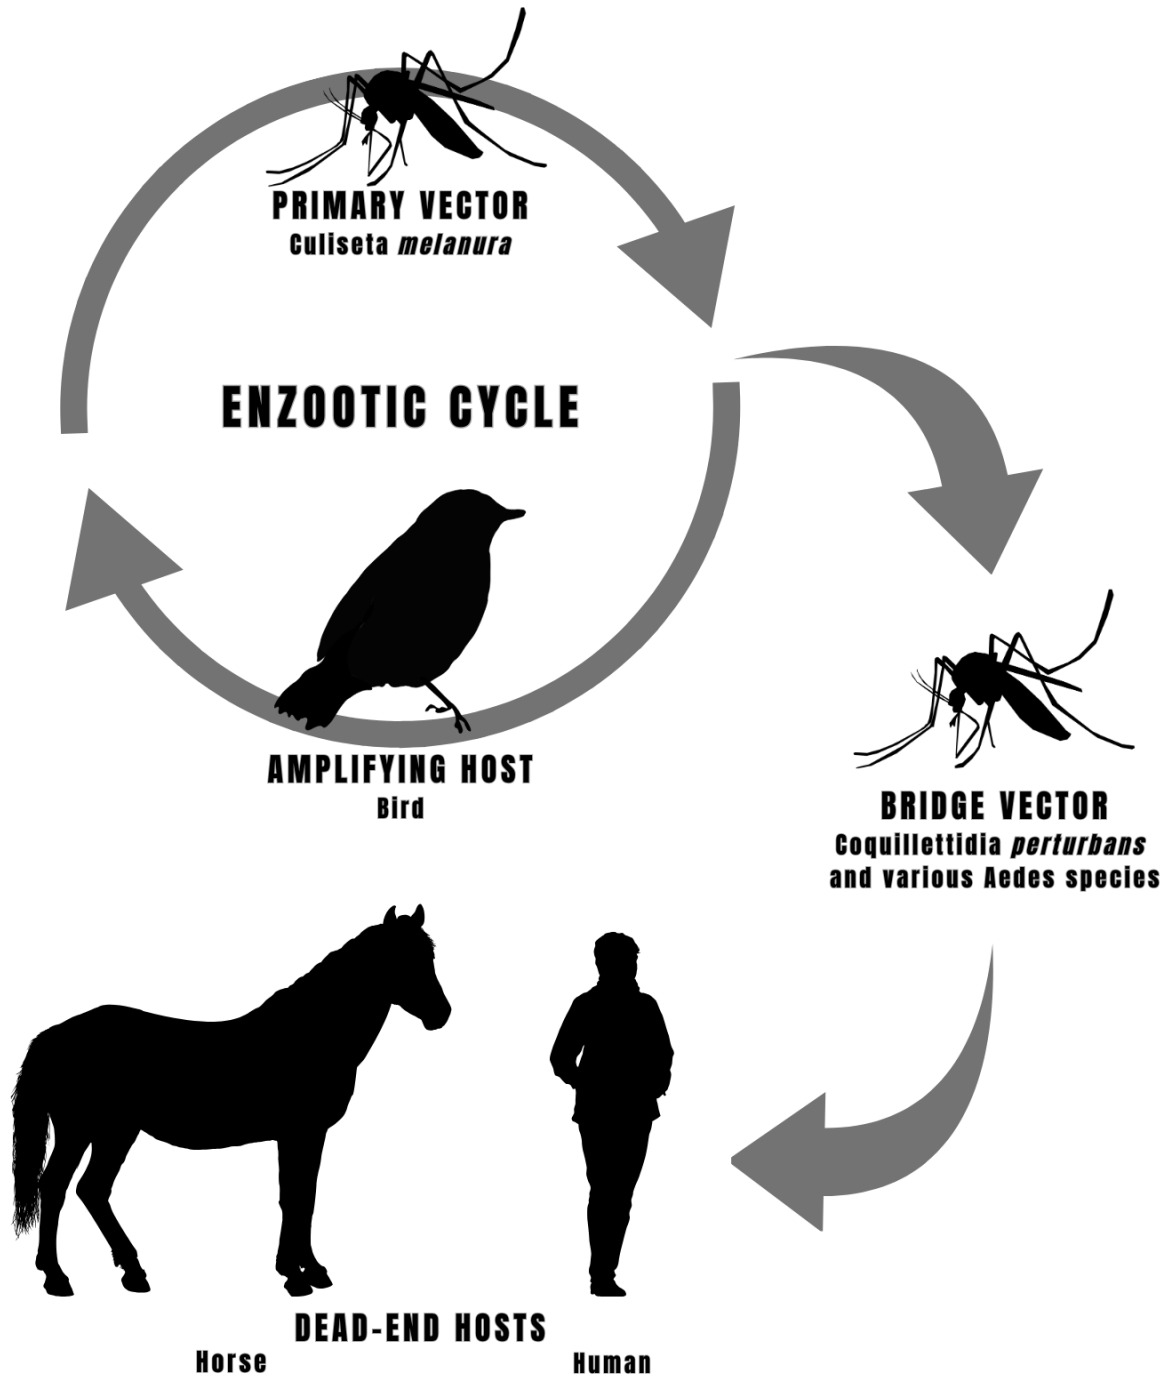 PRIMARY VECTOR
Culiseta melanura
ENZOOTIC CYCLE
AMPLIFYING HOST
Bird
BRIDGE VECTOR
Coquillettidia perturbans
and various Aedes species
DEAD-END HOSTS
Horse
Human